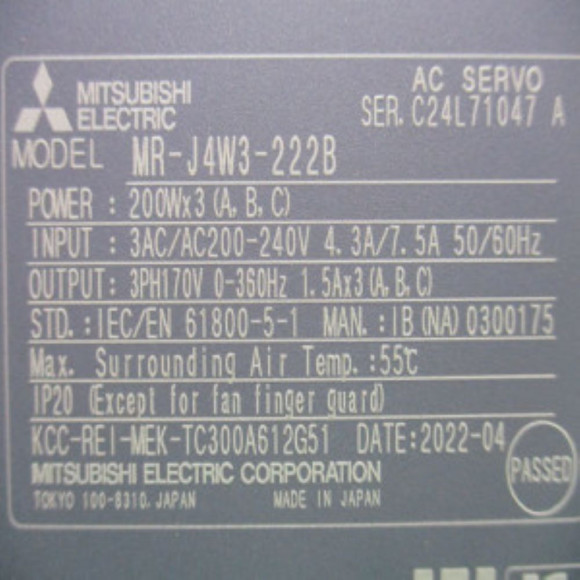 MITSUBISHI
ELECTRIC
AC SERVO
SER. C24L71047 A
MODEL MR-J4W3-222B
POWER : 200Wx3 (A, B, C)
INPUT : 3AC/AC200-240V 4.3A/7.5A 50/60Hz
OUTPUT: 3PH170V 0-360Hz 1.5Ax3 (A, B, C)
STD. : IEC/EN 61800-5-1 MAN. : IB (NA) 0300175
Max. Surrounding Air Temp. :55℃
IP20 (Except for fan finger guard)
KCC-REI-MEK-TC300A612G51 DATE:2022-04
PASSED
MITSUBISHI ELECTRIC CORPORATION
TOKYO 100-8310, JAPAN MADE IN JAPAN